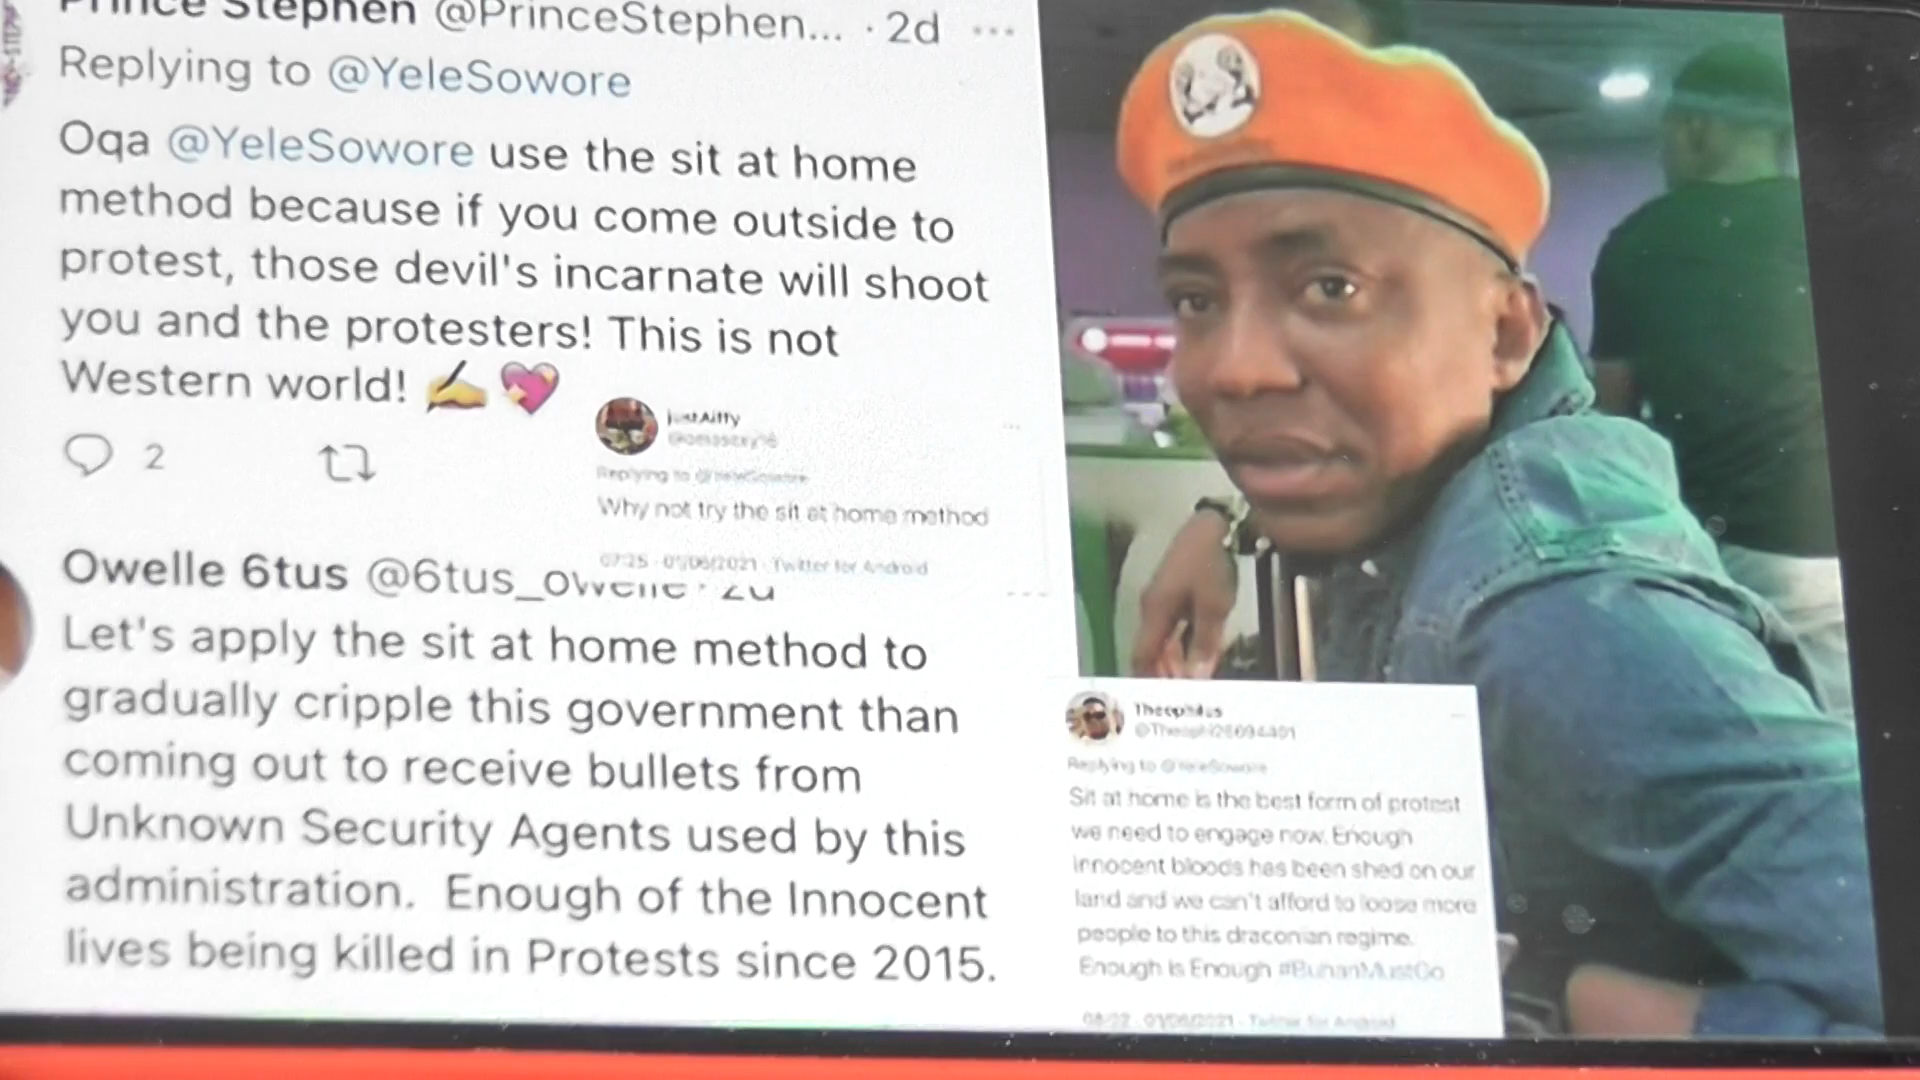 Prince Stephen @PrinceStephen... · 2d
Replying to @YeleSowore
Oqa @YeleSowore use the sit at home
method because if you come outside to
protest, those devil's incarnate will shoot
you and the protesters! This is not
Western world! ✍️ 💖
2
justAitty
Replying to @YeleSowore
Why not try the sit at home method
07:25 · 01/06/2021 · Twitter for Android
Owelle 6tus @6tus_owelle · 2d
Let's apply the sit at home method to
gradually cripple this government than
coming out to receive bullets from
Unknown Security Agents used by this
administration. Enough of the Innocent
lives being killed in Protests since 2015.
Theophilus
Replying to @YeleSowore
Sit at home is the best form of protest
we need to engage now. Enough
innocent bloods has been shed on our
land and we can't afford to loose more
people to this draconian regime.
Enough is Enough #BuhariMustGo
08:22 · 01/06/2021 · Twitter for Android